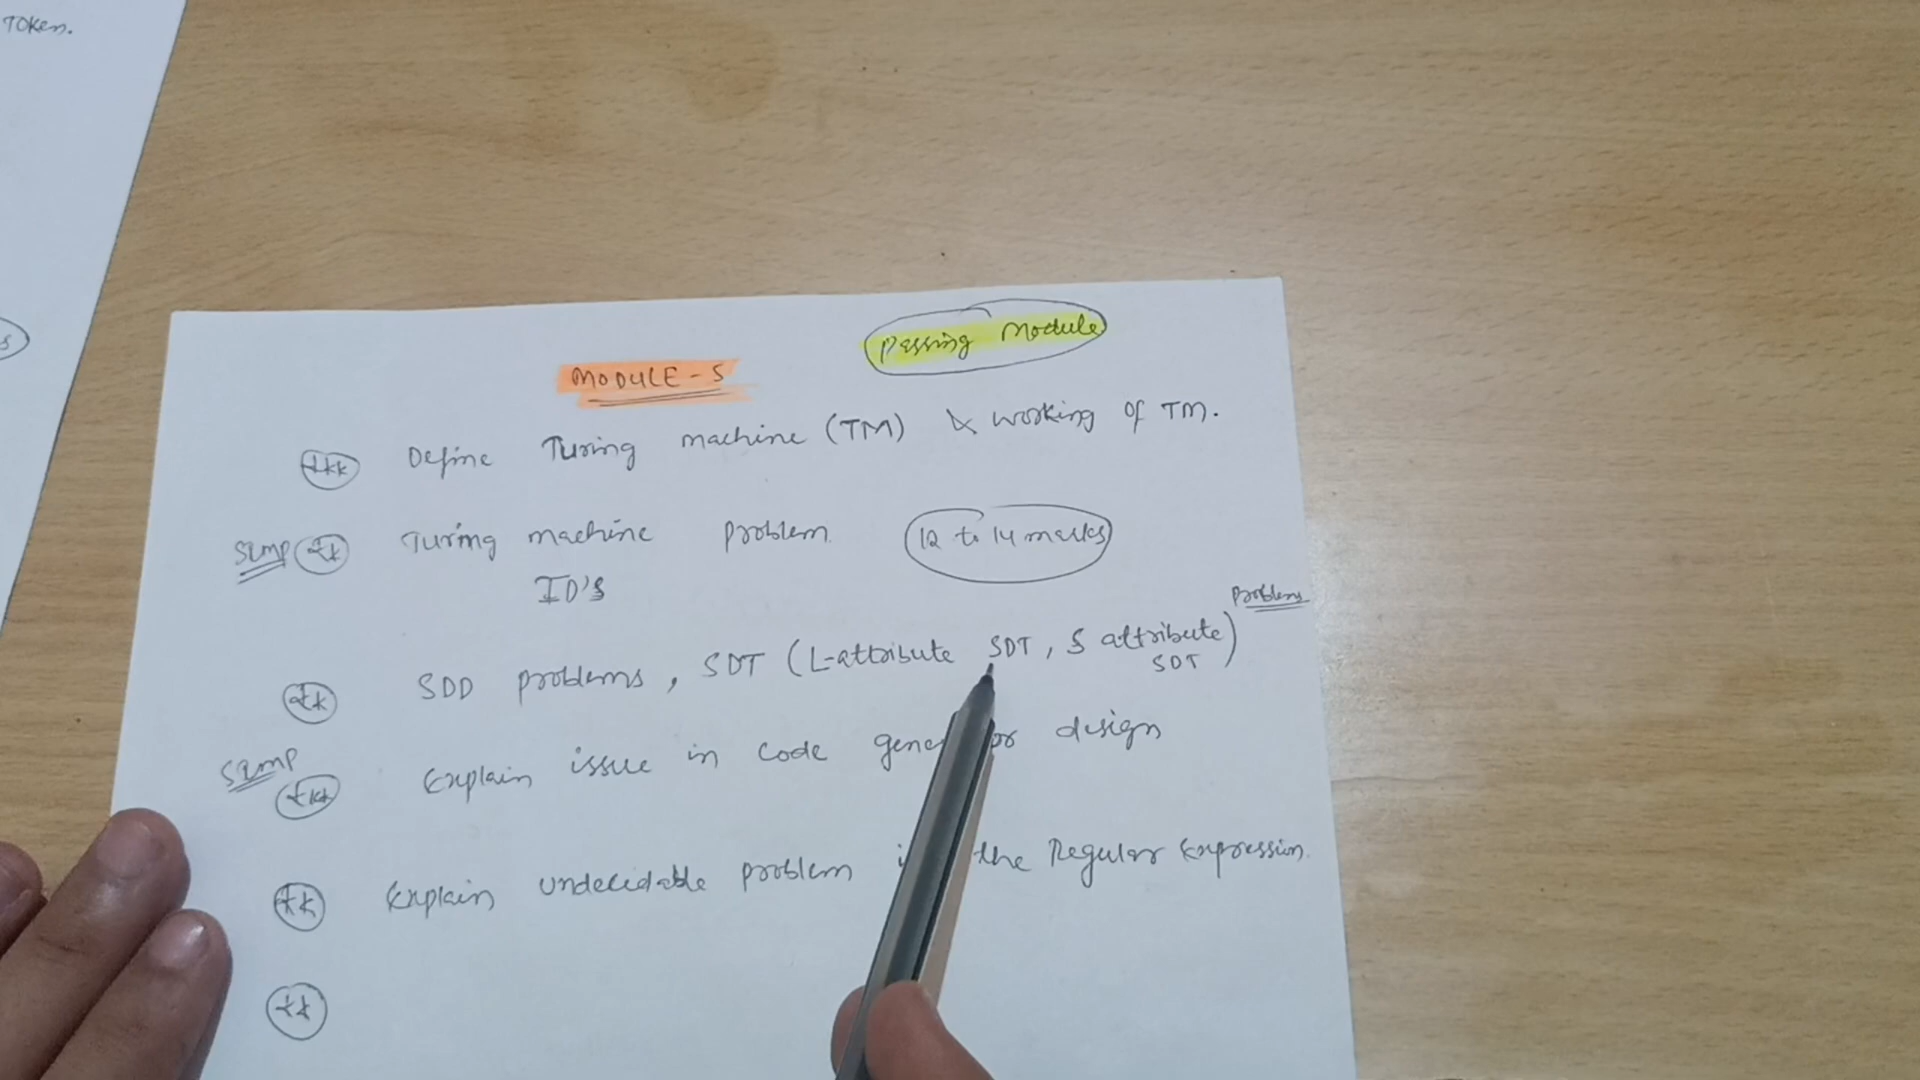 TOKen.
s
Passing Module
MODULE - 5
Define Turing machine (TM) & working of TM.
SIMP Turing machine problem 12 to 14 marks
ID's
Problems
SDD problems, SDT (L-attribute SDT, S attribute SDT)
SIMP
Explain issue in code gene or design
Explain undecidable problem the Regular Expression.